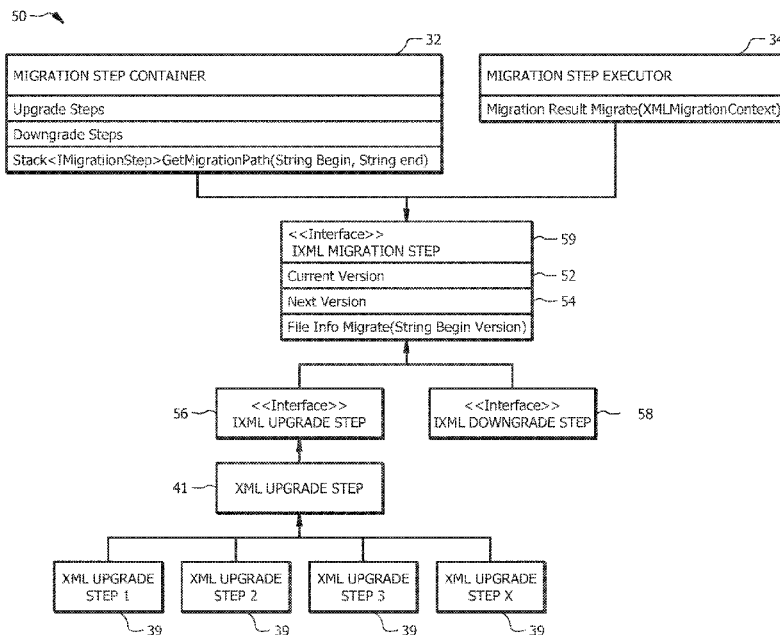 50
32
34
MIGRATION STEP CONTAINER
Upgrade Steps
Downgrade Steps
Stack<IMigratiionStep>GetMigrationPath(String Begin, String end)
MIGRATION STEP EXECUTOR
Migration Result Migrate(XMLMigrationContext)
<<Interface>>
IXML MIGRATION STEP
59
Current Version
52
Next Version
54
File Info Migrate(String Begin Version)
56
<<Interface>>
IXML UPGRADE STEP
<<Interface>>
IXML DOWNGRADE STEP
58
41
XML UPGRADE STEP
XML UPGRADE
STEP 1
XML UPGRADE
STEP 2
XML UPGRADE
STEP 3
XML UPGRADE
STEP X
39
39
39
39